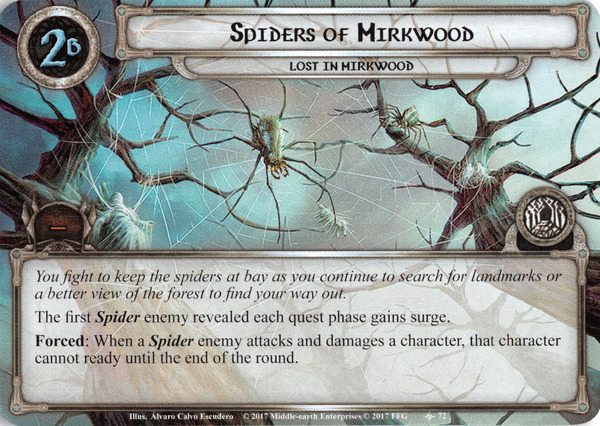 2B
SPIDERS OF MIRKWOOD
LOST IN MIRKWOOD
–
You fight to keep the spiders at bay as you continue to search for landmarks or
a better view of the forest to find your way out.
The first Spider enemy revealed each quest phase gains surge.
Forced: When a Spider enemy attacks and damages a character, that character
cannot ready until the end of the round.
Illus. Álvaro Calvo Escudero © 2017 Middle-earth Enterprises © 2017 FFG 72